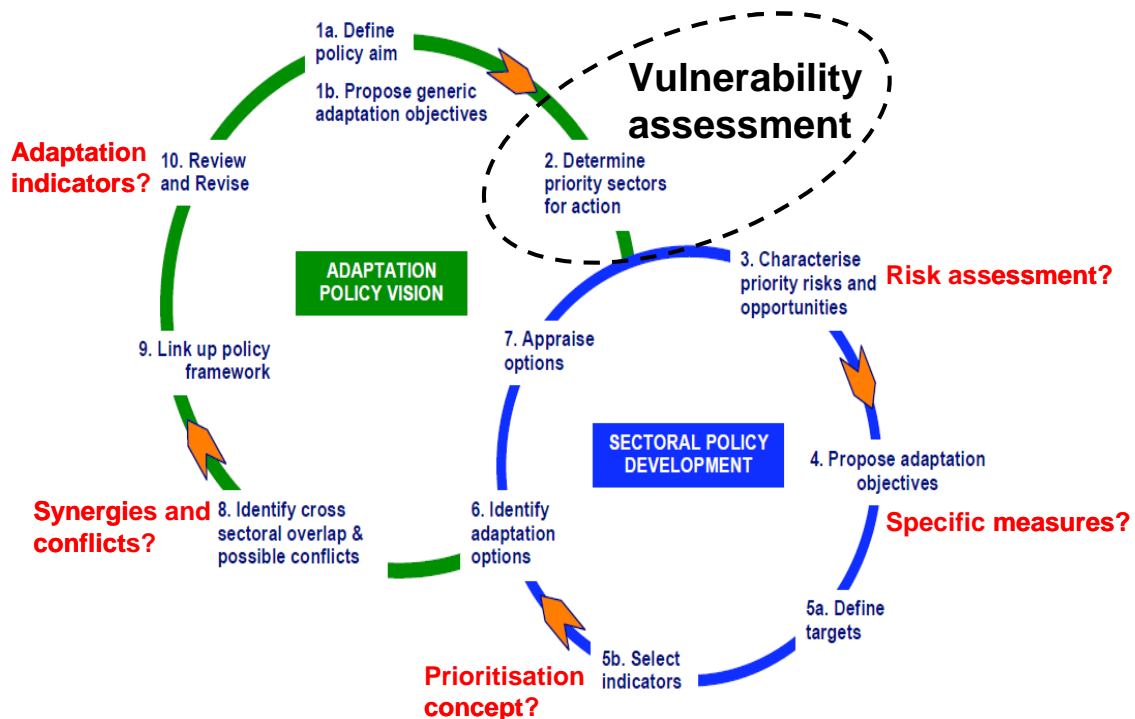 1a. Define
policy aim
1b. Propose generic
adaptation objectives
Vulnerability
assessment
2. Determine
priority sectors
for action
Adaptation
indicators?
10. Review
and Revise
ADAPTATION
POLICY VISION
3. Characterise
priority risks and
opportunities
Risk assessment?
9. Link up policy
framework
7. Appraise
options
SECTORAL POLICY
DEVELOPMENT
4. Propose adaptation
objectives
Specific measures?
Synergies and
conflicts?
8. Identify cross
sectoral overlap &
possible conflicts
6. Identify
adaptation
options
5a. Define
targets
5b. Select
indicators
Prioritisation
concept?